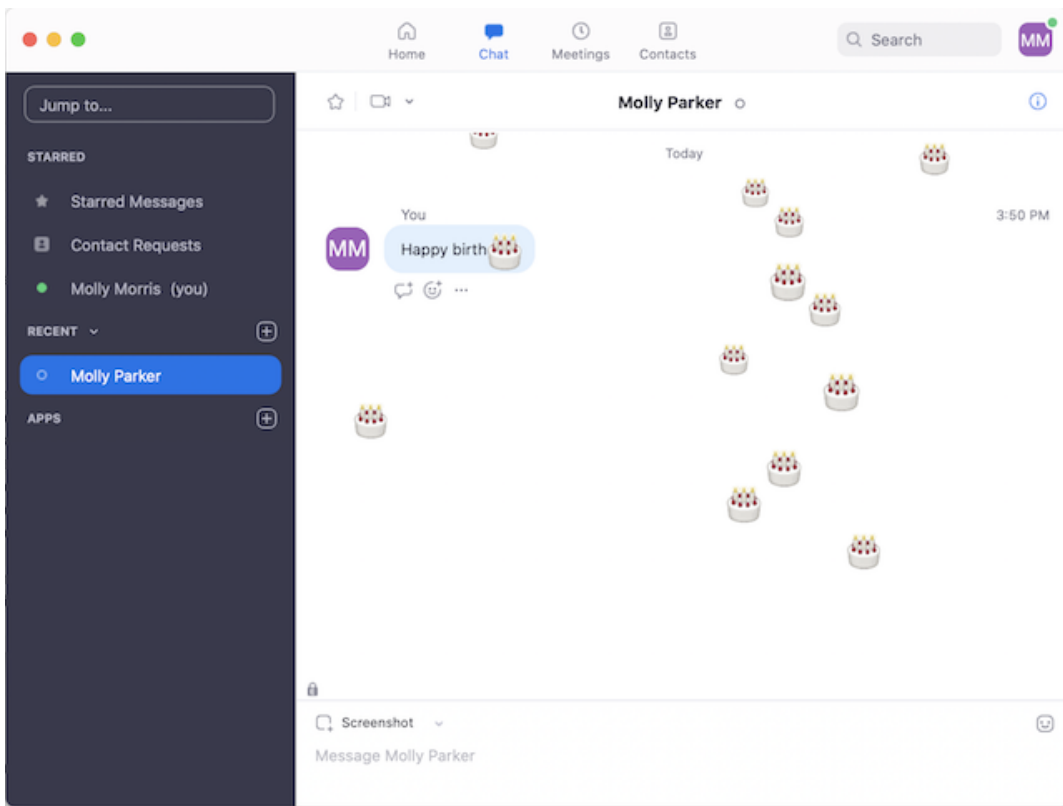 Home
Chat
Meetings
Contacts
Search
MM
Jump to...
STARRED
Starred Messages
Contact Requests
Molly Morris (you)
RECENT
Molly Parker
APPS
Molly Parker
Today
You
3:50 PM
MM
Happy birth
Screenshot
Message Molly Parker